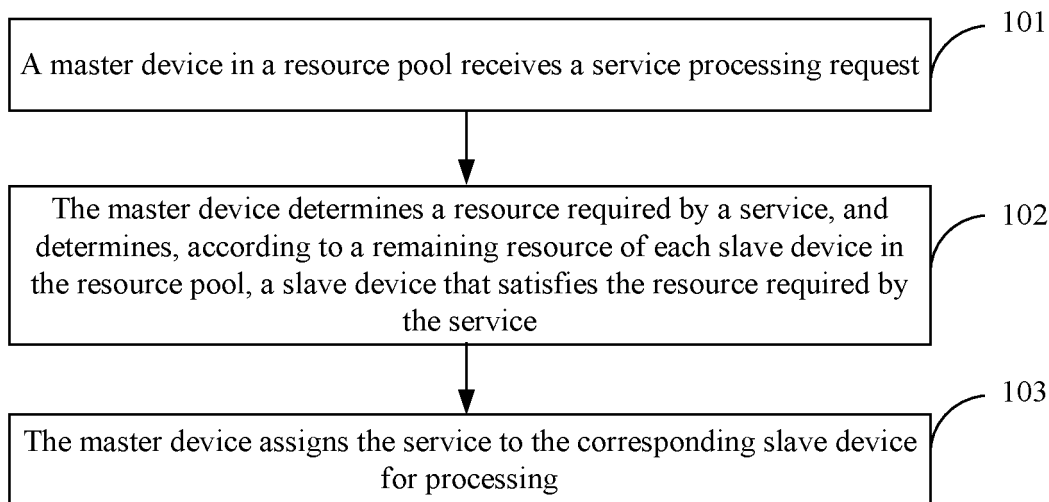 101
A master device in a resource pool receives a service processing request
102
The master device determines a resource required by a service, and
determines, according to a remaining resource of each slave device in
the resource pool, a slave device that satisfies the resource required by
the service
103
The master device assigns the service to the corresponding slave device
for processing